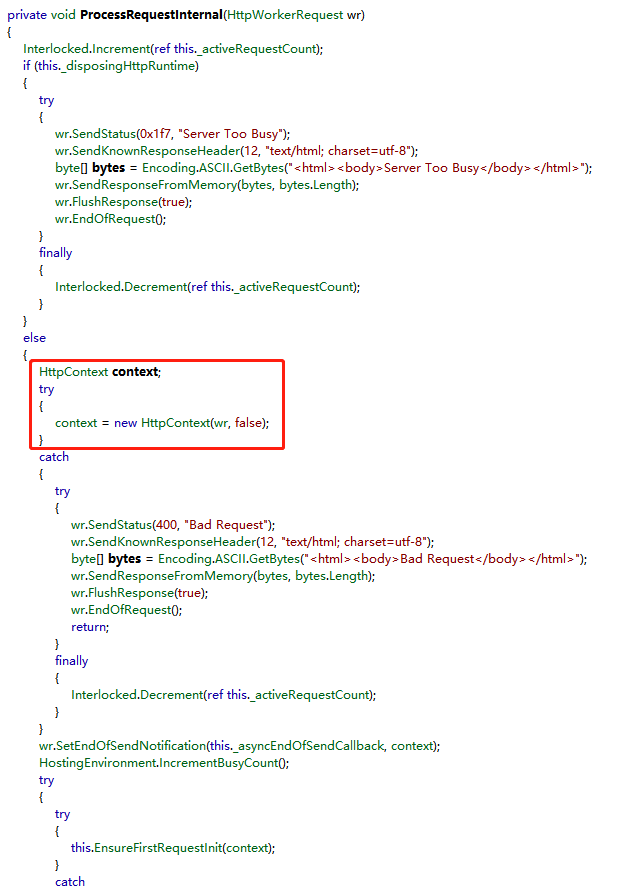 private void ProcessRequestInternal(HttpWorkerRequest wr)
{
Interlocked.Increment(ref this._activeRequestCount);
if (this._disposingHttpRuntime)
{
try
{
wr.SendStatus(0x1f7, "Server Too Busy");
wr.SendKnownResponseHeader(12, "text/html; charset=utf-8");
byte[] bytes = Encoding.ASCII.GetBytes("<html><body>Server Too Busy</body></html>");
wr.SendResponseFromMemory(bytes, bytes.Length);
wr.FlushResponse(true);
wr.EndOfRequest();
}
finally
{
Interlocked.Decrement(ref this._activeRequestCount);
}
}
else
{
HttpContext context;
try
{
context = new HttpContext(wr, false);
}
catch
{
try
{
wr.SendStatus(400, "Bad Request");
wr.SendKnownResponseHeader(12, "text/html; charset=utf-8");
byte[] bytes = Encoding.ASCII.GetBytes("<html><body>Bad Request</body></html>");
wr.SendResponseFromMemory(bytes, bytes.Length);
wr.FlushResponse(true);
wr.EndOfRequest();
return;
}
finally
{
Interlocked.Decrement(ref this._activeRequestCount);
}
}
wr.SetEndOfSendNotification(this._asyncEndOfSendCallback, context);
HostingEnvironment.IncrementBusyCount();
try
{
try
{
this.EnsureFirstRequestInit(context);
}
catch